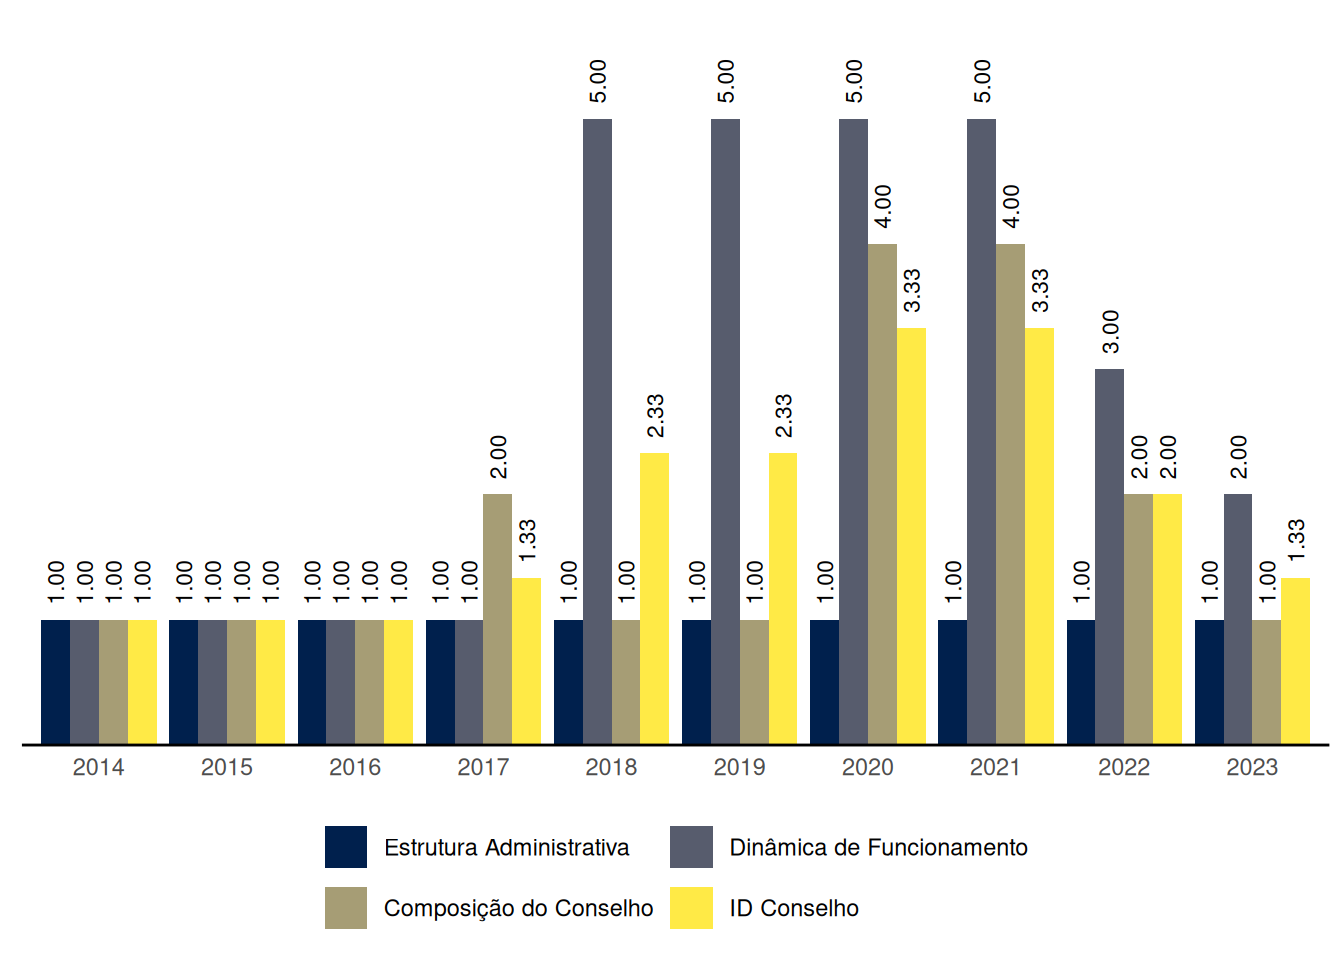 5.00 5.00 5.00 5.00
4.00 4.00
3.33 3.33
3.00
2.33 2.33
2.00 2.00 2.00 2.00
1.33 1.33
1.00 1.00 1.00 1.00 1.00 1.00 1.00 1.00 1.00 1.00 1.00 1.00 1.00 1.00 1.00 1.00 1.00 1.00 1.00 1.00 1.00 1.00 1.00
2014 2015 2016 2017 2018 2019 2020 2021 2022 2023
Estrutura Administrativa Dinâmica de Funcionamento
Composição do Conselho ID Conselho